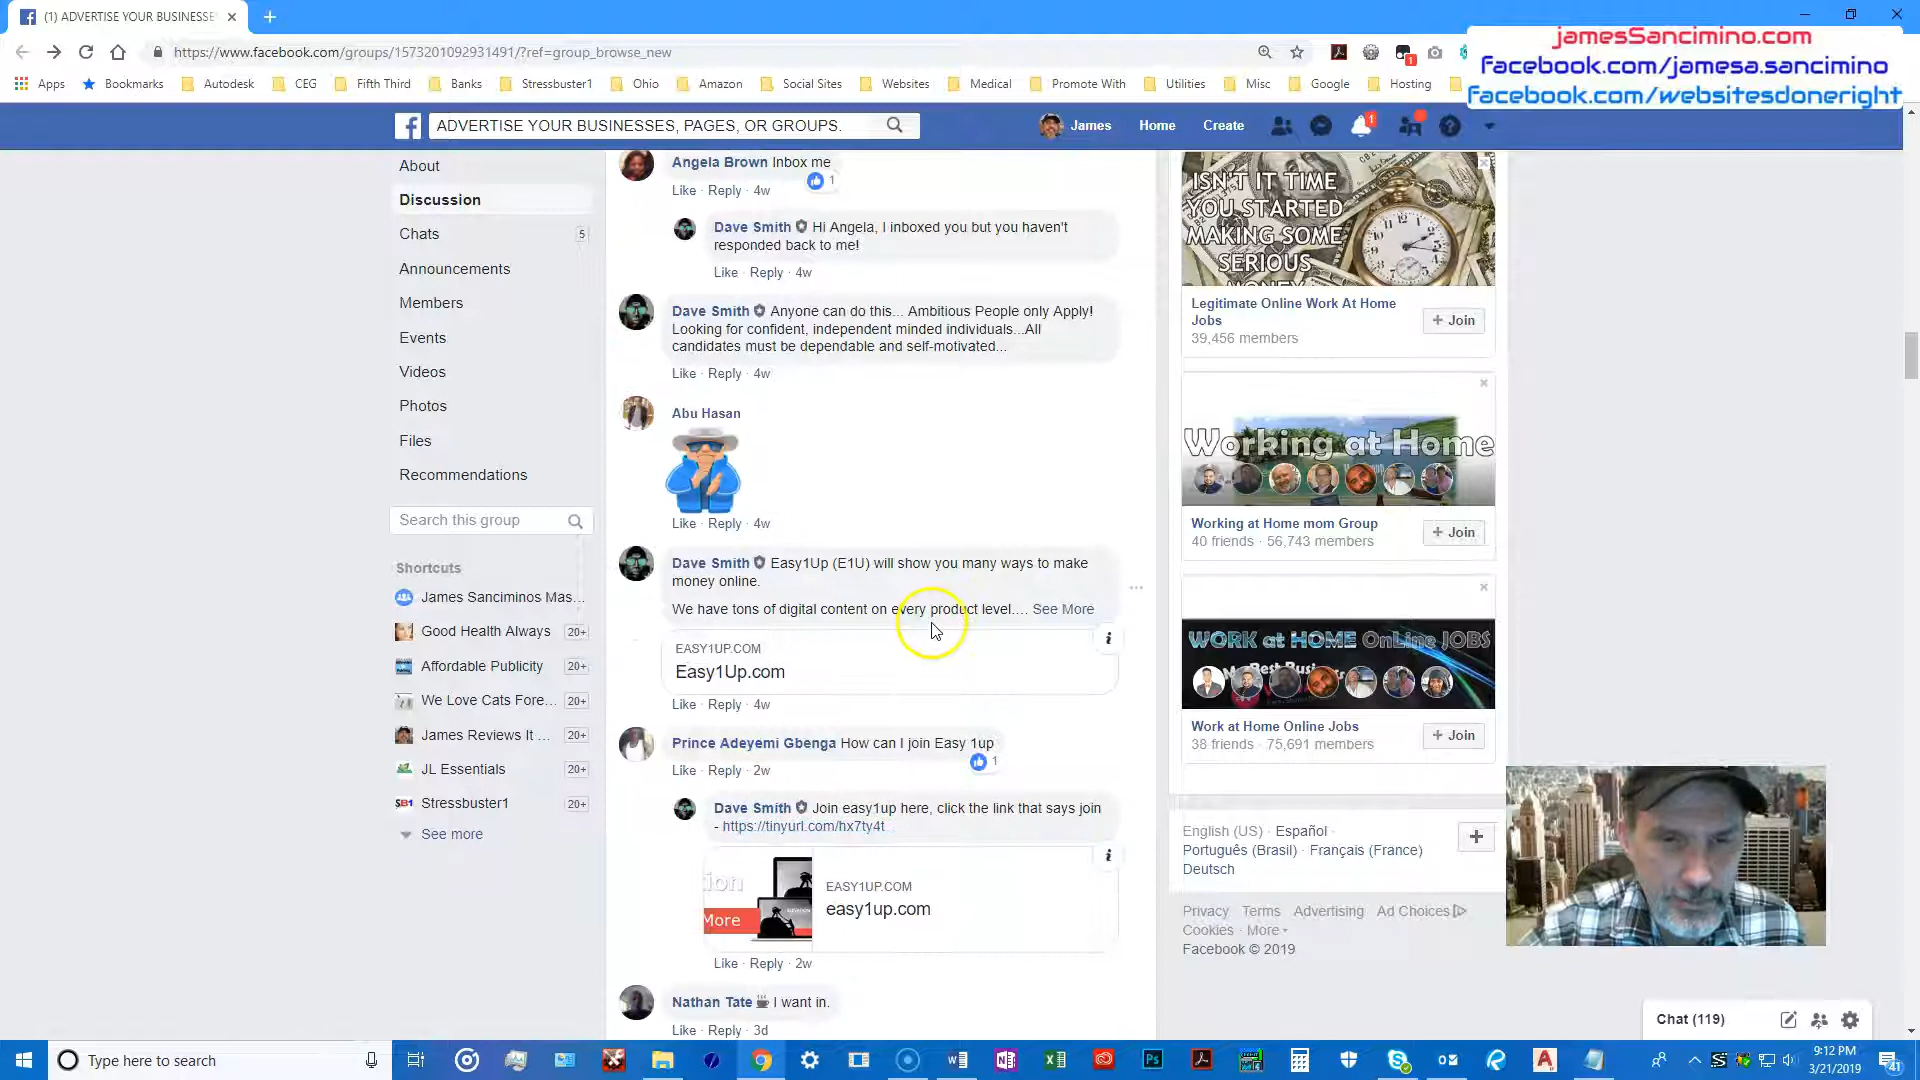 (1) ADVERTISE YOUR BUSINESSE
jamesSancimino.com
facebook.com/jamesa.sancimino
facebook.com/websitesdoneright
https://www.facebook.com/groups/1573201092931491/?ref=group_browse_new
Apps
Bookmarks
Autodesk
CEG
Fifth Third
Banks
Stressbuster1
Ohio
Amazon
Social Sites
Websites
Medical
Promote With
Utilities
Misc
Google
Hosting
ADVERTISE YOUR BUSINESSES, PAGES, OR GROUPS.
James
Home
Create
1
About
Discussion
Chats 5
Announcements
Members
Events
Videos
Photos
Files
Recommendations
Search this group
Shortcuts
James Sanciminos Mas...
Good Health Always 20+
Affordable Publicity 20+
We Love Cats Fore... 20+
James Reviews It ... 20+
JL Essentials 20+
SB1 Stressburster1 20+
See more
Angela Brown Inbox me
Like · Reply · 4w
1
Dave Smith Hi Angela, I inboxed you but you haven't
responded back to me!
Like · Reply · 4w
Dave Smith Anyone can do this... Ambitious People only Apply!
Looking for confident, independent minded individuals...All
candidates must be dependable and self-motivated...
Like · Reply · 4w
Abu Hasan
Like · Reply · 4w
Dave Smith Easy1Up (E1U) will show you many ways to make
money online.
We have tons of digital content on every product level.... See More
EASY1UP.COM
Easy1Up.com
Like · Reply · 4w
Prince Adeyemi Gbenga How can I join Easy 1up
1
Like · Reply · 2w
Dave Smith Join easy1up here, click the link that says join
- https://tinyurl.com/hx7ty4t
tion
More
EASY1UP.COM
easy1up.com
Like · Reply · 2w
Nathan Tate I want in.
Like · Reply · 3d
ISN'T IT TIME
YOU STARTED
MAKING SOME
SERIOUS
MONEY
Legitimate Online Work At Home
Jobs
39,456 members
+ Join
Working at Home
Working at Home mom Group
40 friends · 56,743 members
+ Join
WORK at HOME OnLine JOBS
Work at Home Online Jobs
38 friends · 75,691 members
+ Join
English (US) · Español ·
Português (Brasil) · Français (France) ·
Deutsch
Privacy · Terms · Advertising · Ad Choices
Cookies · More
Facebook © 2019
Chat (119)
Type here to search
9:12 PM
3/21/2019
41